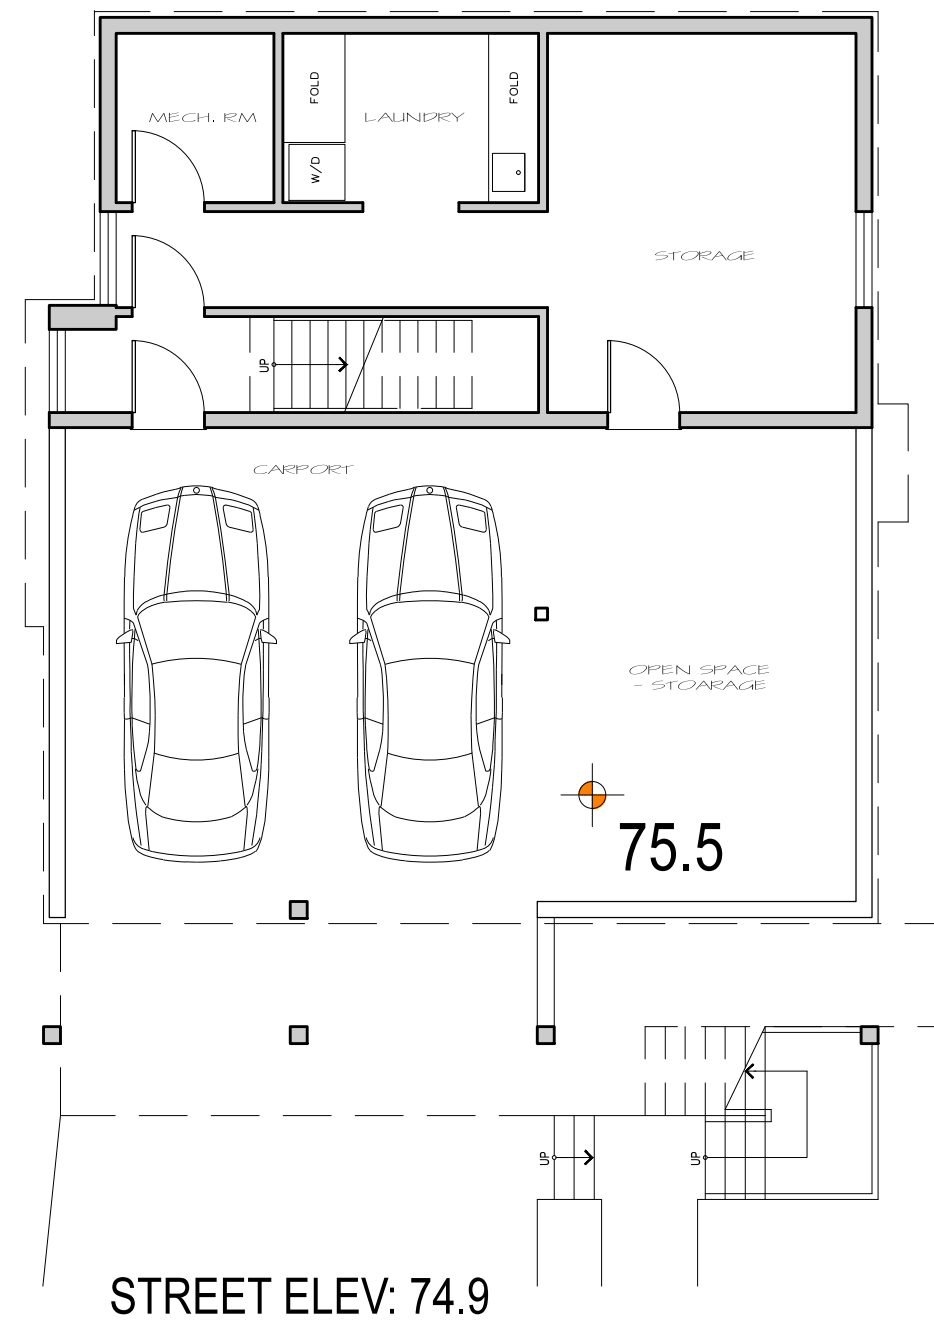 FOLD
FOLD
MECH. RM
LAUNDRY
W/D
STORAGE
UP
CARPORT
OPEN SPACE
- STOARAGE
75.5
UP
UP
STREET ELEV: 74.9